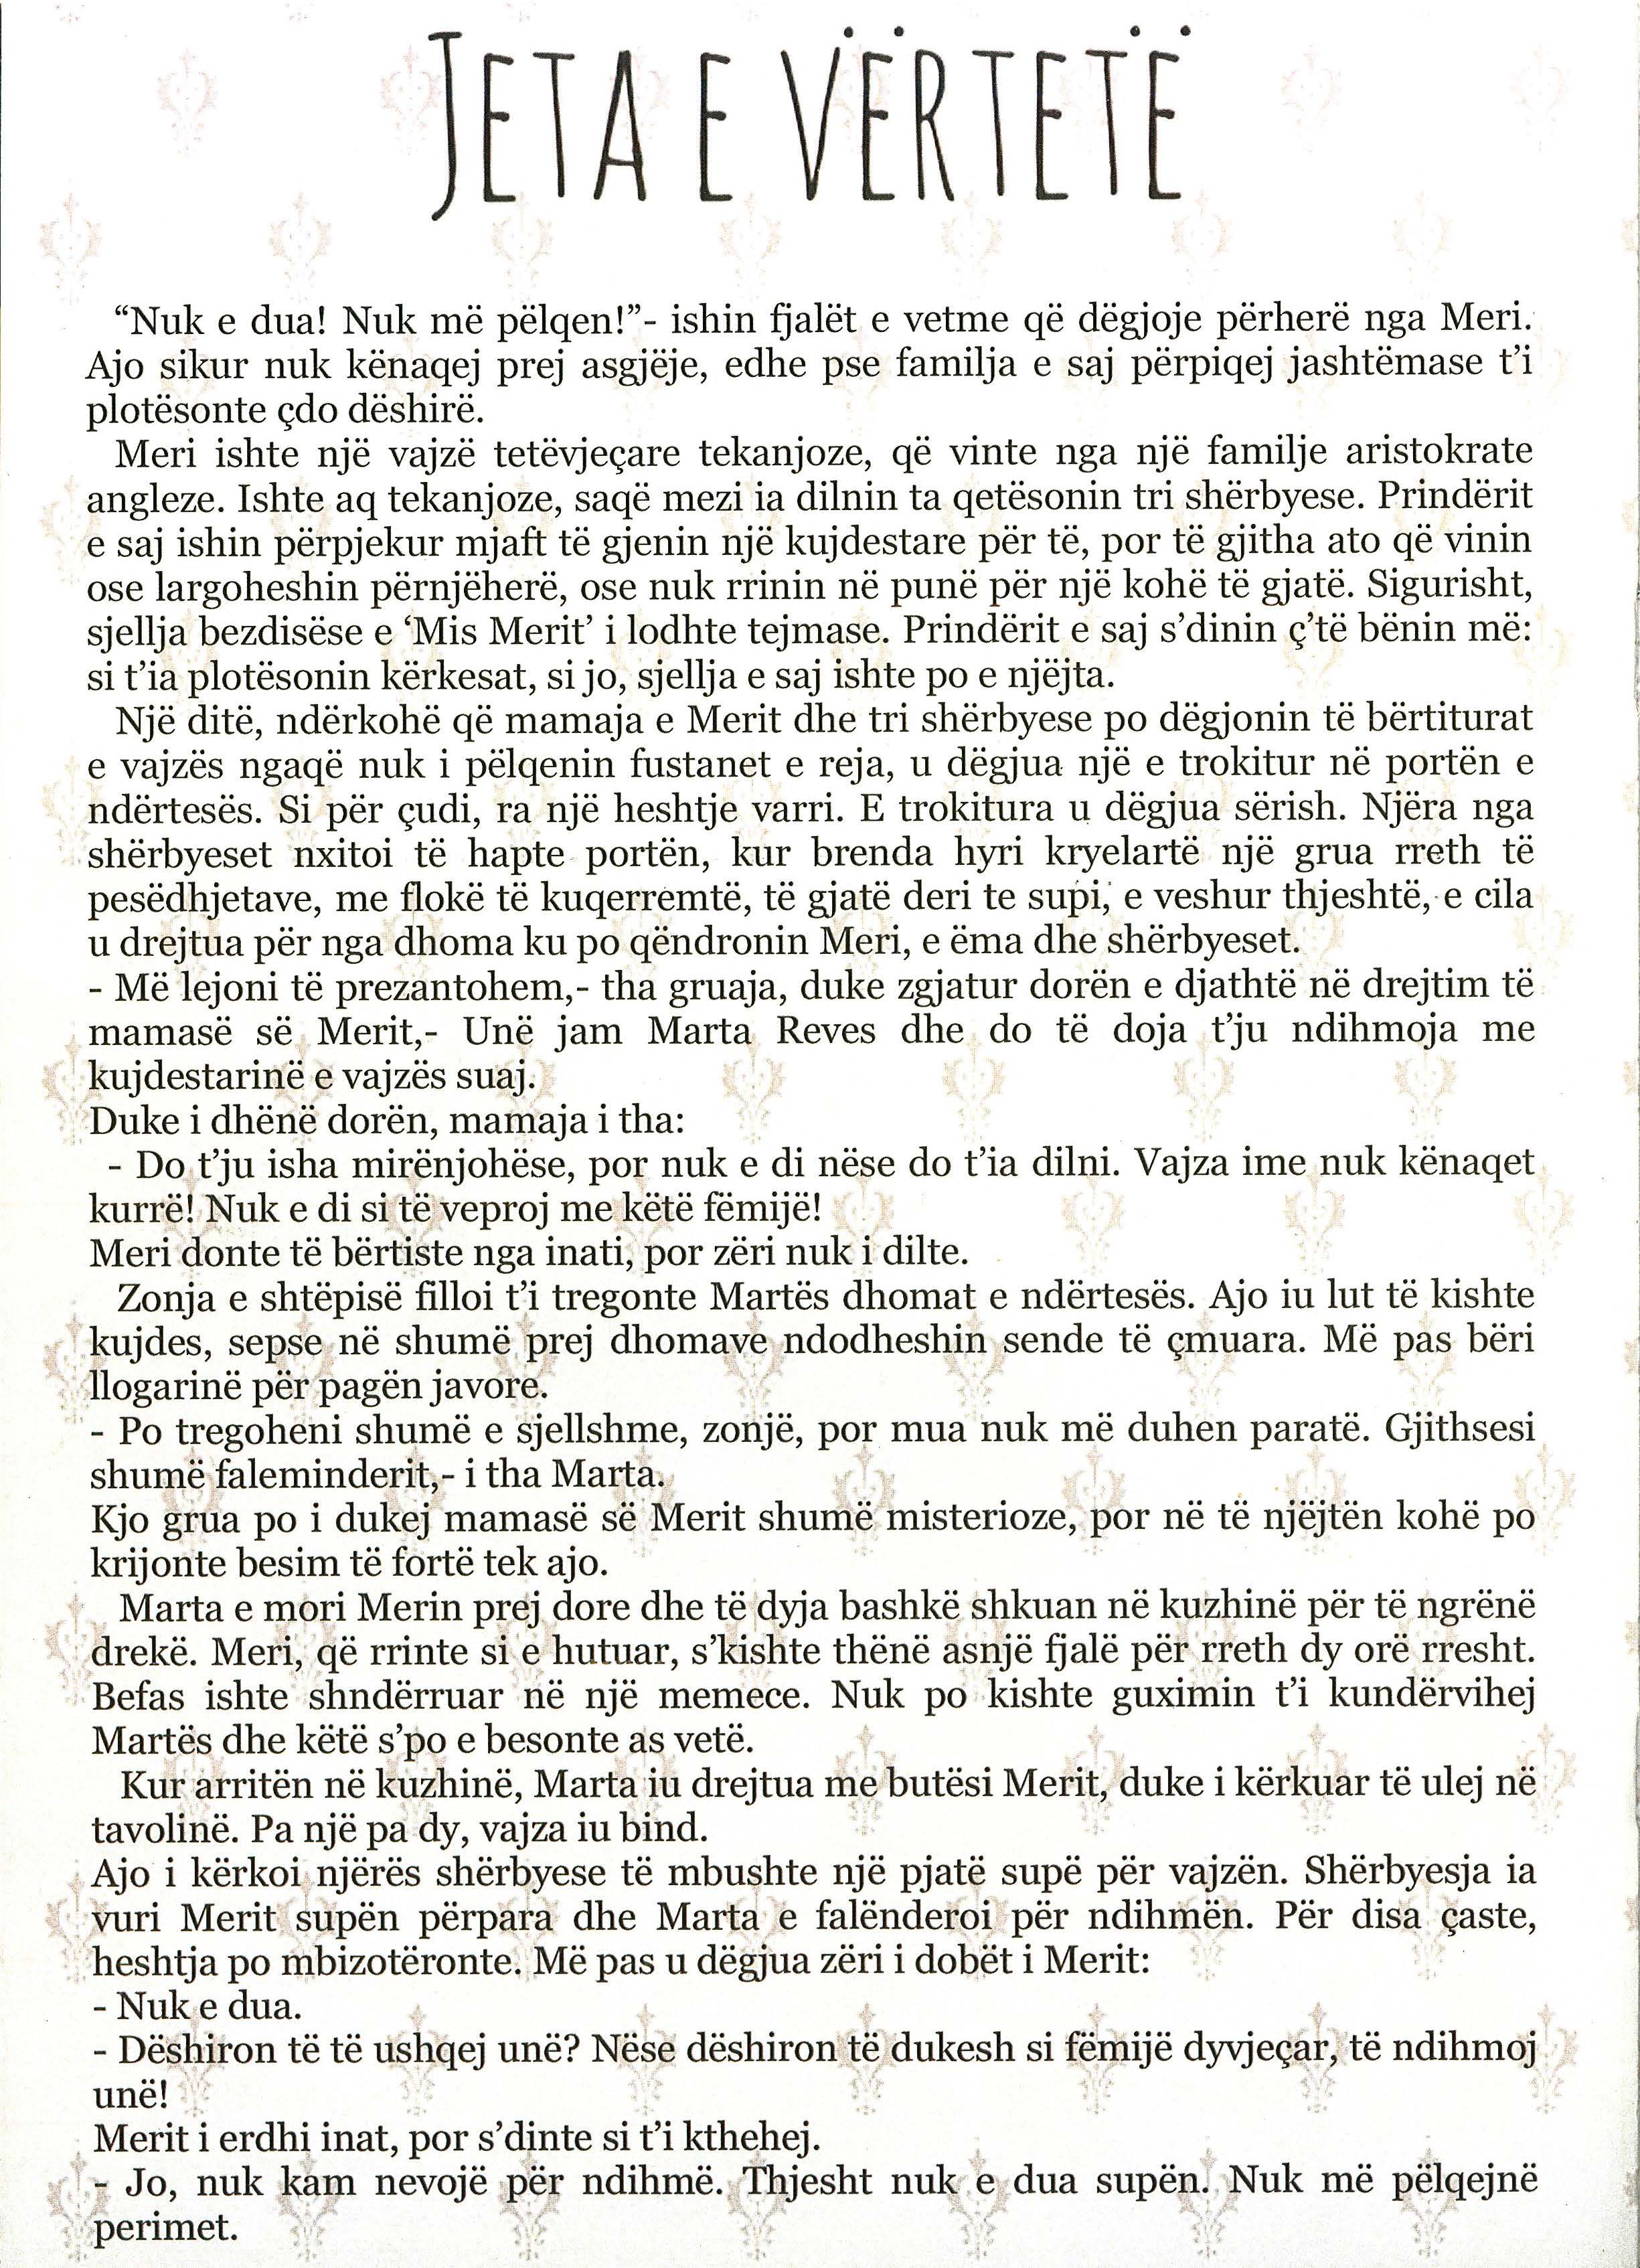 JETA E VËRTETË
“Nuk e dua! Nuk më pëlqen!”- ishin fjalët e vetme që dëgjoje përherë nga Meri.
Ajo sikur nuk kënaqej prej asgjëje, edhe pse familja e saj përpiqej jashtëmase t’i
plotësonte çdo dëshirë.
Meri ishte një vajzë tetëvjeçare tekanjoze, që vinte nga një familje aristokrate
angleze. Ishte aq tekanjoze, saqë mezi ia dilnin ta qetësonin tri shërbyese. Prindërit
e saj ishin përpjekur mjaft të gjenin një kujdestare për të, por të gjitha ato që vinin
ose largoheshin përnjëherë, ose nuk rrinin në punë për një kohë të gjatë. Sigurisht,
sjellja bezdisëse e ‘Mis Merit’ i lodhte tejmase. Prindërit e saj s’dinin ç’të bënin më:
si t’ia plotësonin kërkesat, si jo, sjellja e saj ishte po e njëjta.
Një ditë, ndërkohë që mamaja e Merit dhe tri shërbyese po dëgjonin të bërtiturat
e vajzës ngaqë nuk i pëlqenin fustanet e reja, u dëgjua një e trokitur në portën e
ndërtesës. Si për çudi, ra një heshtje varri. E trokitura u dëgjua sërish. Njëra nga
shërbyeset nxitoi të hapte portën, kur brenda hyri kryelartë një grua rreth të
pesëdhjetave, me flokë të kuqerremtë, të gjatë deri te supi, e veshur thjeshtë, e cila
u drejtua për nga dhoma ku po qëndronin Meri, e ëma dhe shërbyeset.
- Më lejoni të prezantohem,- tha gruaja, duke zgjatur dorën e djathtë në drejtim të
mamasë së Merit,- Unë jam Marta Reves dhe do të doja t’ju ndihmoja me
kujdestarinë e vajzës suaj.
Duke i dhënë dorën, mamaja i tha:
- Do t’ju isha mirënjohëse, por nuk e di nëse do t’ia dilni. Vajza ime nuk kënaqet
kurrë! Nuk e di si të veproj me këtë fëmijë!
Meri donte të bërtiste nga inati, por zëri nuk i dilte.
Zonja e shtëpisë filloi t’i tregonte Martës dhomat e ndërtesës. Ajo iu lut të kishte
kujdes, sepse në shumë prej dhomave ndodheshin sende të çmuara. Më pas bëri
llogarinë për pagën javore.
- Po tregoheni shumë e sjellshme, zonjë, por mua nuk më duhen paratë. Gjithsesi
shumë faleminderit,- i tha Marta.
Kjo grua po i dukej mamasë së Merit shumë misterioze, por në të njëjtën kohë po
krijonte besim të fortë tek ajo.
Marta e mori Merin prej dore dhe të dyja bashkë shkuan në kuzhinë për të ngrënë
drekë. Meri, që rrinte si e hutuar, s’kishte thënë asnjë fjalë për rreth dy orë rresht.
Befas ishte shndërruar në një memece. Nuk po kishte guximin t’i kundërvihej
Martës dhe këtë s’po e besonte as vetë.
Kur arritën në kuzhinë, Marta iu drejtua me butësi Merit, duke i kërkuar të ulej në
tavolinë. Pa një pa dy, vajza iu bind.
Ajo i kërkoi njërës shërbyese të mbushte një pjatë supë për vajzën. Shërbyesja ia
vuri Merit supën përpara dhe Marta e falënderoi për ndihmën. Për disa çaste,
heshtja po mbizotëronte. Më pas u dëgjua zëri i dobët i Merit:
- Nuk e dua.
- Dëshiron të të ushqej unë? Nëse dëshiron të dukesh si fëmijë dyvjeçar, të ndihmoj
unë!
Merit i erdhi inat, por s’dinte si t’i kthehej.
- Jo, nuk kam nevojë për ndihmë. Thjesht nuk e dua supën. Nuk më pëlqejnë
perimet.